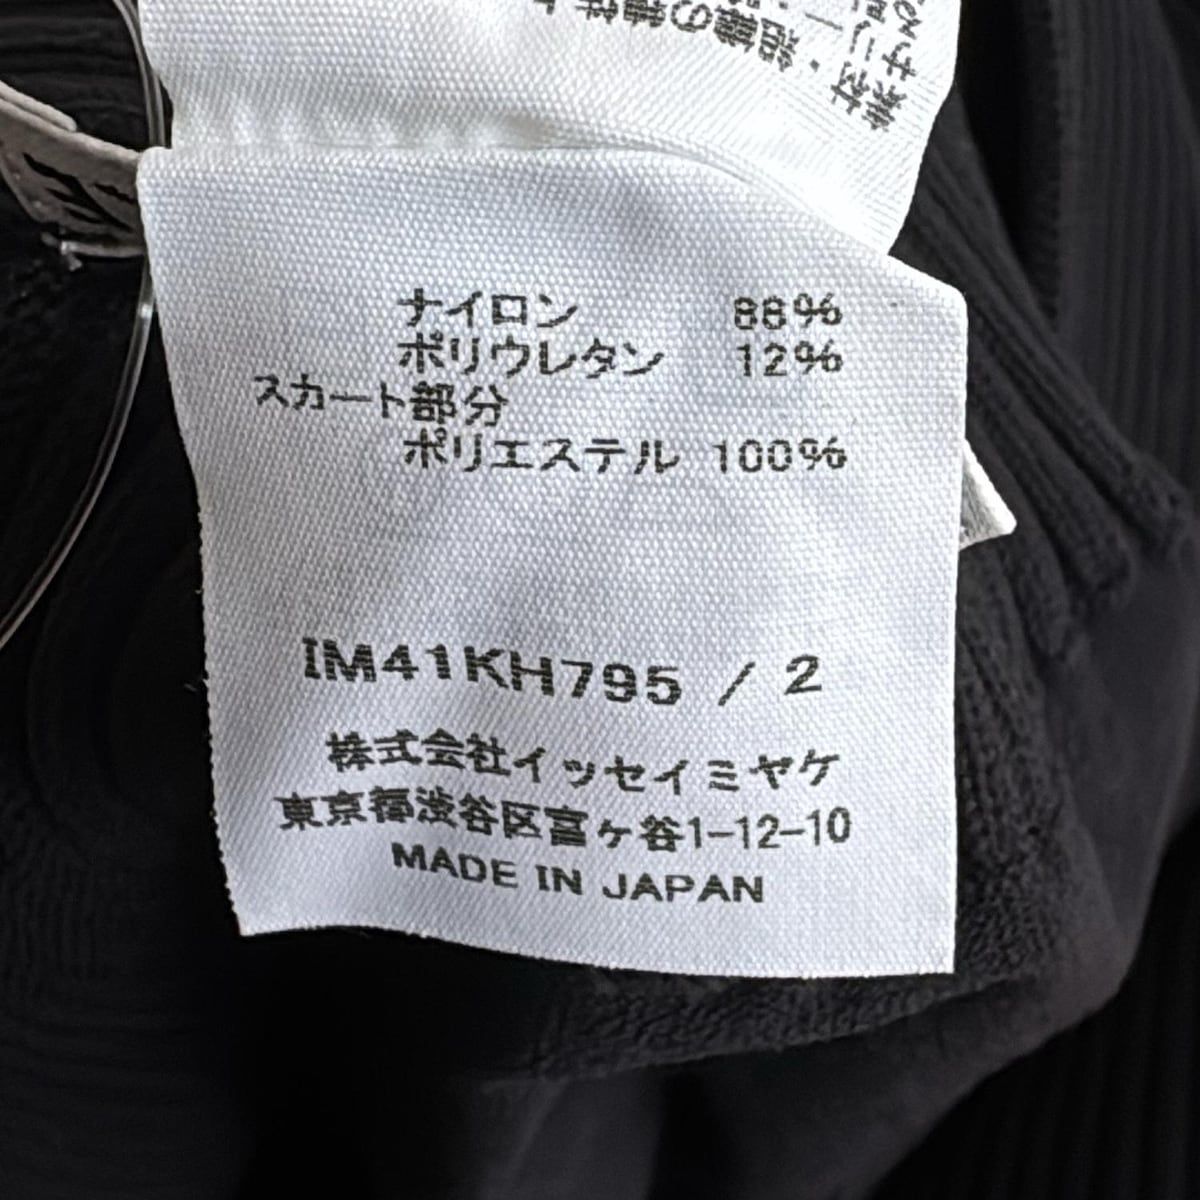 ナイロン 88%
ポリウレタン 12%
スカート部分
ポリエステル 100%
IM41KH795 / 2
株式会社イッセイミヤケ
東京都渋谷区富ヶ谷1-12-10
MADE IN JAPAN